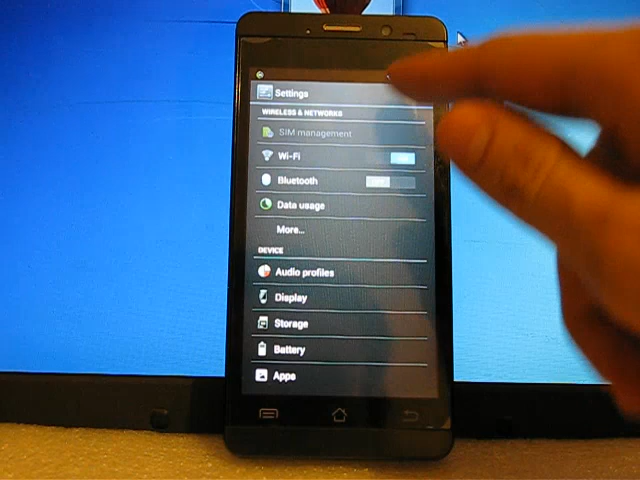 Settings
WIRELESS & NETWORKS
SIM management
Wi-Fi
Bluetooth
Data usage
More...
DEVICE
Audio profiles
Display
Storage
Battery
Apps